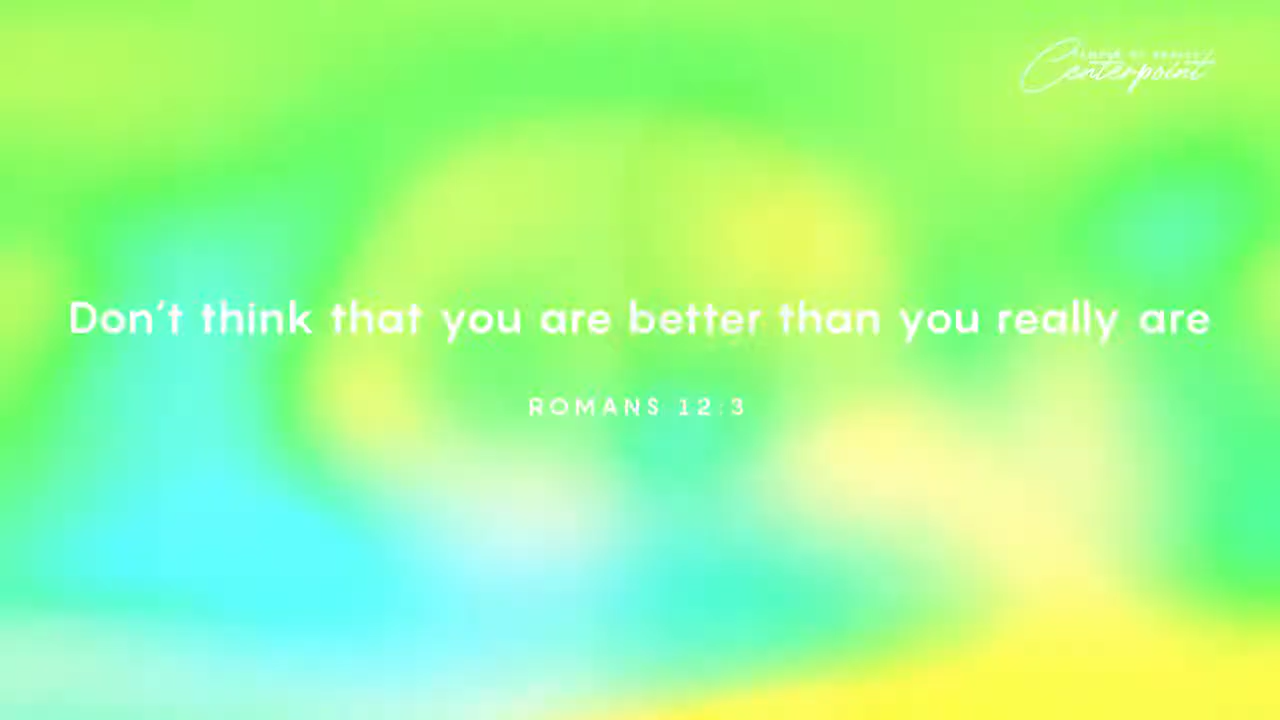 Centerpoint
Don't think that you are better than you really are
ROMANS 12:3